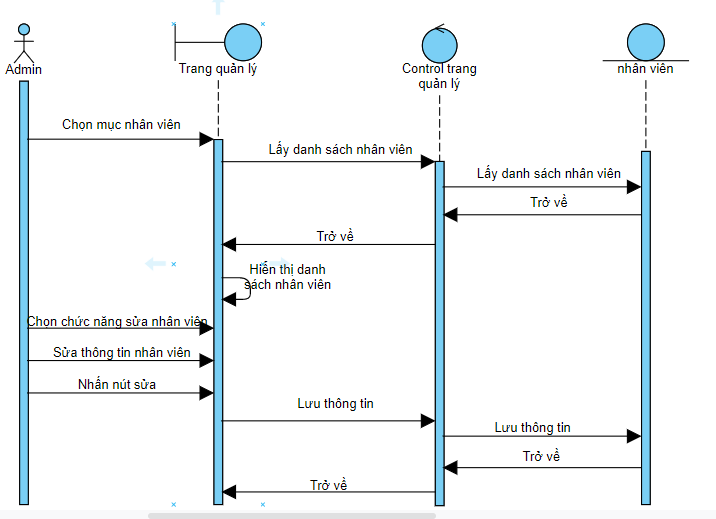 Admin
Trang quản lý
Control trang
quản lý
nhân viên
Chọn mục nhân viên
Lấy danh sách nhân viên
Lấy danh sách nhân viên
Trở về
Trở về
Hiển thị danh
sách nhân viên
Chọn chức năng sửa nhân viên
Sửa thông tin nhân viên
Nhấn nút sửa
Lưu thông tin
Lưu thông tin
Trở về
Trở về